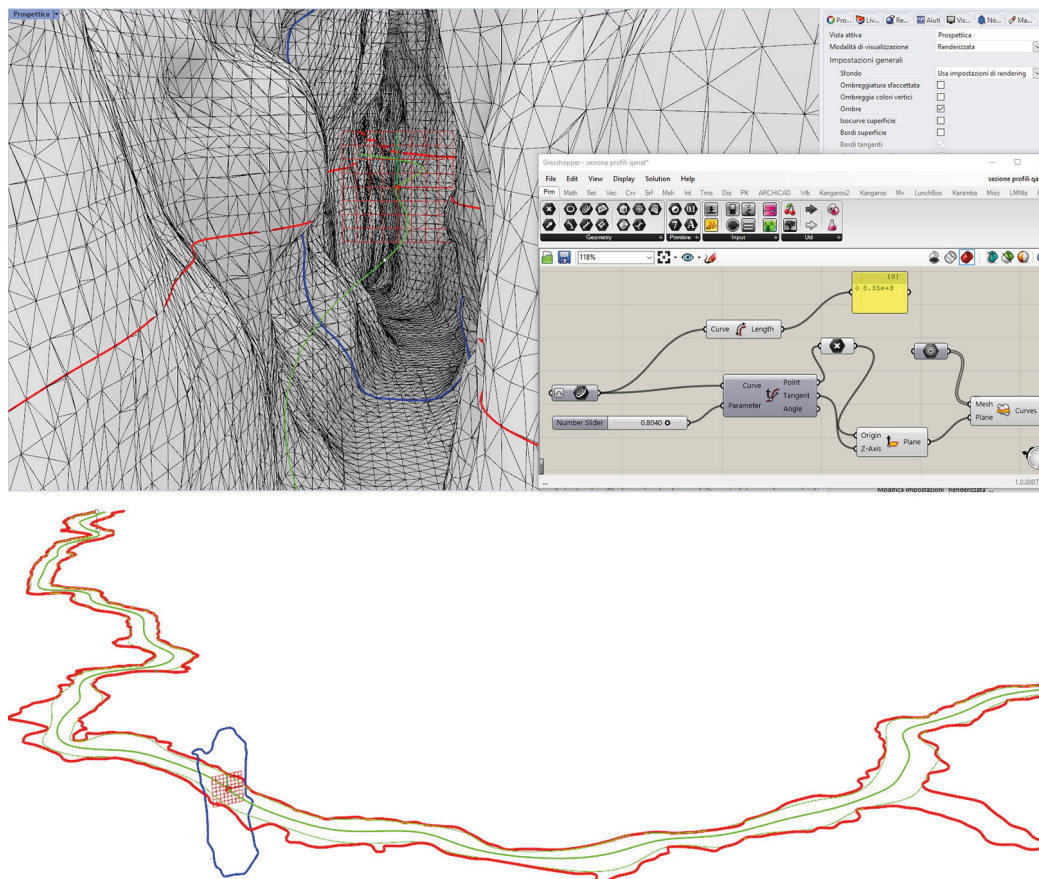 Prospettica
Pro... Liv... Re... Aiuti Vis... No... Ma...
Vista attiva Prospettica
Modalità di visualizzazione Renderizzata
Impostazioni generali
Sfondo Usa impostazioni di rendering
Ombreggiatura sfaccettata
Ombreggia colori vertici
Ombre
Isocurve superficie
Bordi superficie
Bordi tangenti
Grasshopper - sezione profili qanat*
File Edit View Display Solution Help sezione profili qa
Prm Math Set Vec Crv Srf Msh Int Trns Dis PK ARCHICAD Wb Kangaroo2 Kangaroo M+ LunchBox Karamba Misc LMNts
Geometry Primitive Input Util
118%
{0}
0 8.35e+3
Curve Length
Curve Point
Parameter Tangent
Angle
Number Slider 0.8040
Mesh Curves
Plane
Origin Plane
Z-Axis
...
1.0.0007
Modifica impostazioni "Renderizzata"...